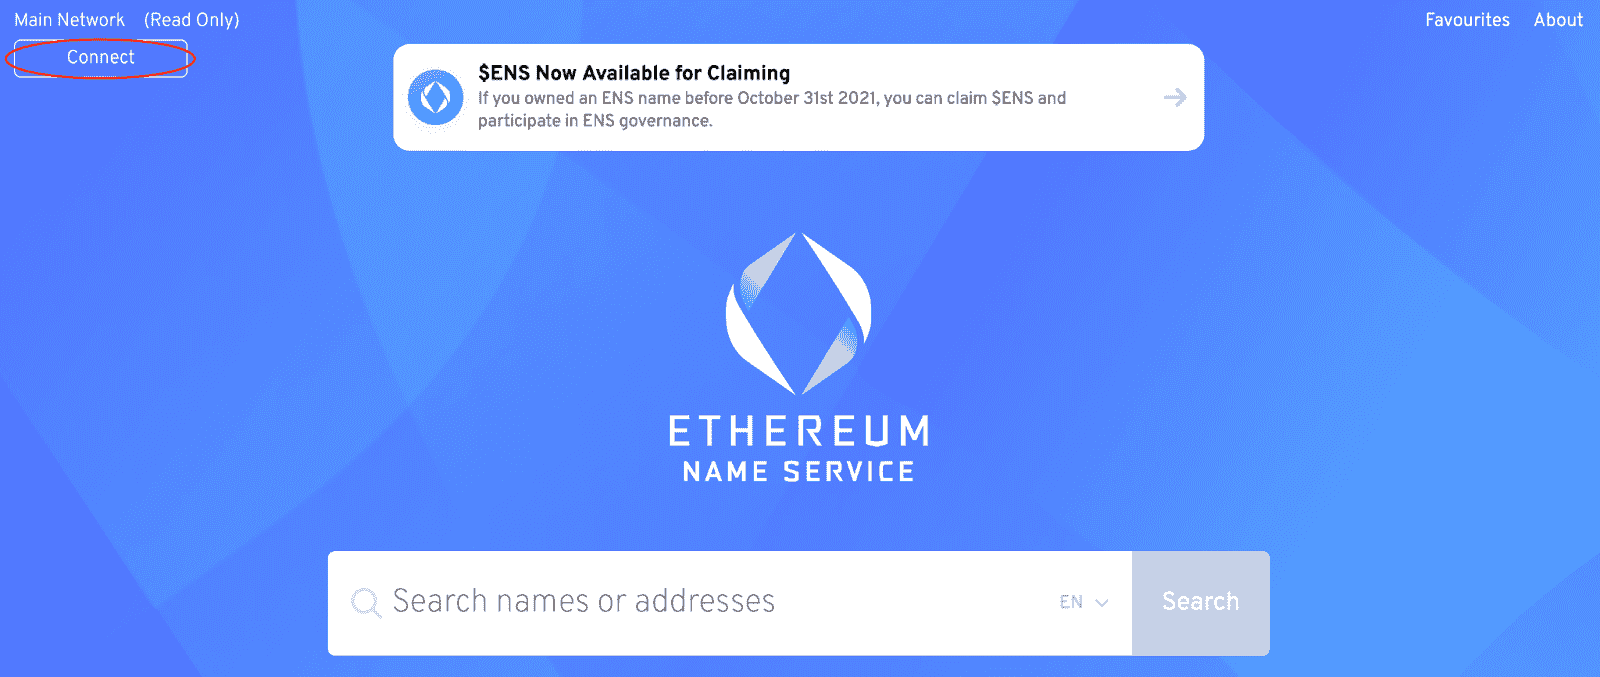 Main Network (Read Only)
Favourites About
Connect
$ENS Now Available for Claiming
If you owned an ENS name before October 31st 2021, you can claim $ENS and
participate in ENS governance.
ETHEREUM
NAME SERVICE
Search names or addresses EN Search